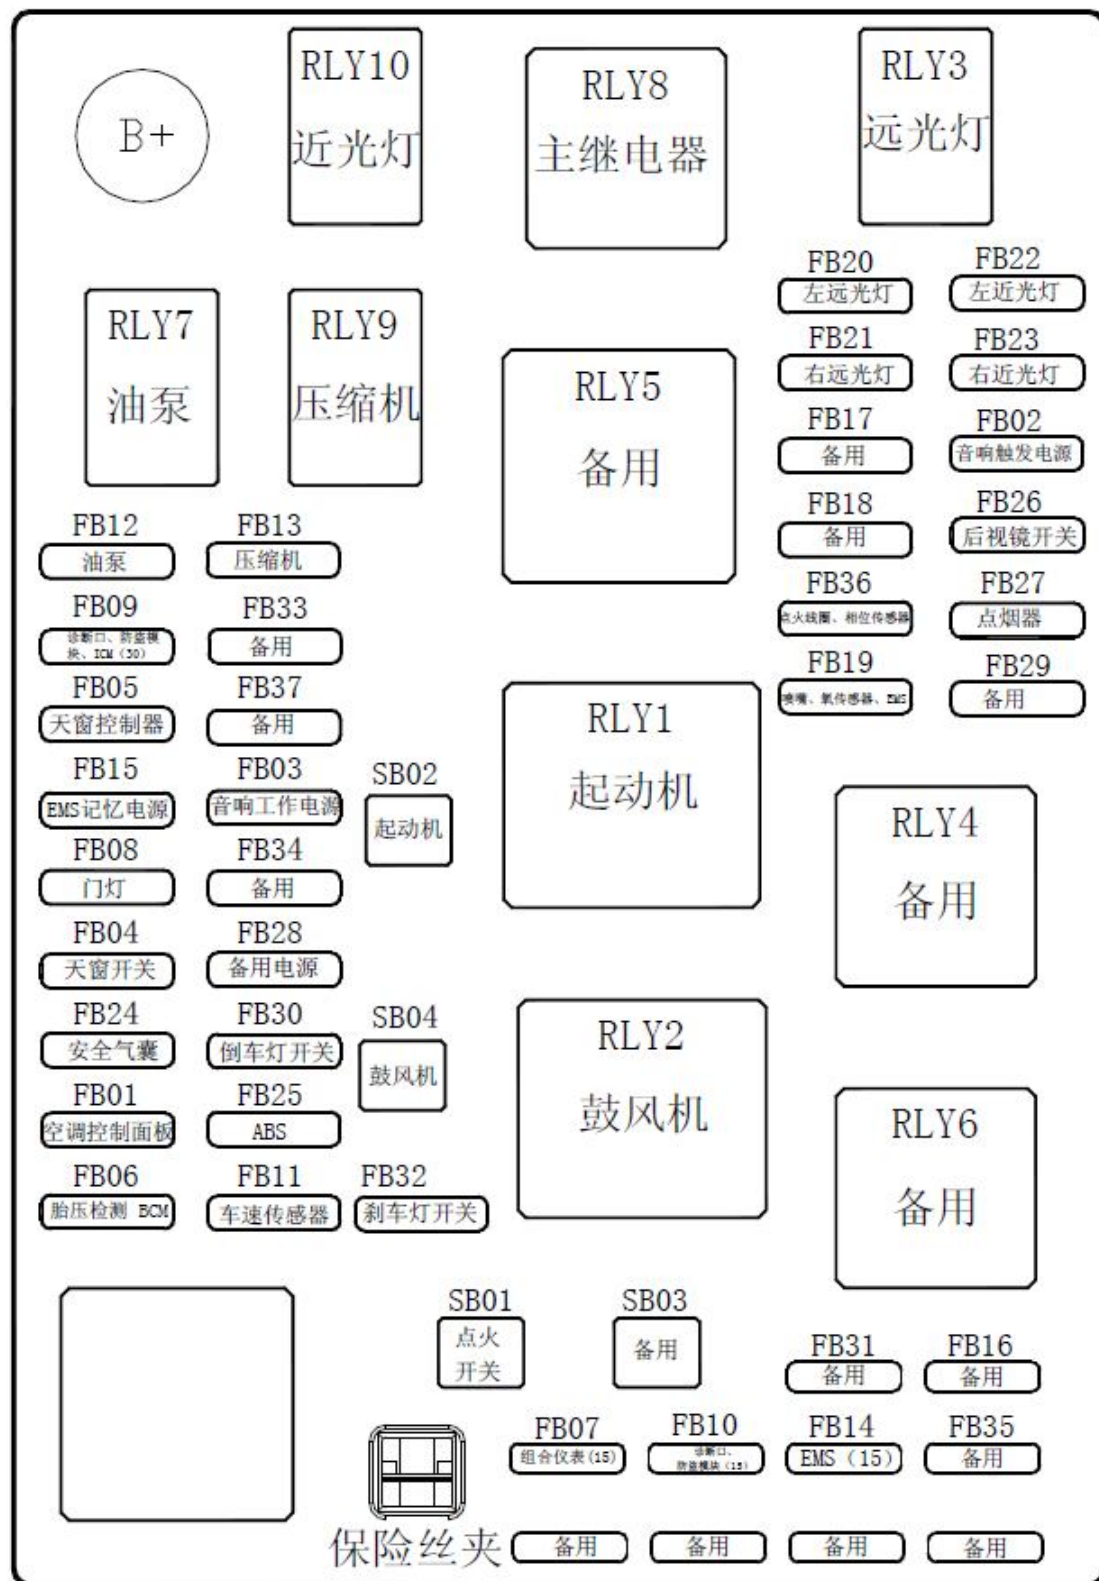 B+
RLY10
近光灯
RLY8
主继电器
RLY3
远光灯
RLY7
油泵
RLY9
压缩机
RLY5
备用
FB20
左远光灯
FB22
左近光灯
FB21
右远光灯
FB23
右近光灯
FB17
备用
FB02
音响触发电源
FB18
备用
FB26
后视镜开关
FB36
点火线圈、相位传感器
FB27
点烟器
FB19
喷嘴、氧传感器、EMS
FB29
备用
FB12
油泵
FB13
压缩机
FB09
诊断口、防盗模
块、ICM（30）
FB33
备用
FB05
天窗控制器
FB37
备用
FB15
EMS记忆电源
FB03
音响工作电源
SB02
起动机
FB08
门灯
FB34
备用
FB04
天窗开关
FB28
备用电源
FB24
安全气囊
FB30
倒车灯开关
SB04
鼓风机
FB01
空调控制面板
FB25
ABS
FB06
胎压检测 BCM
FB11
车速传感器
FB32
刹车灯开关
RLY1
起动机
RLY4
备用
RLY2
鼓风机
RLY6
备用
SB01
点火
开关
SB03
备用
FB31
备用
FB16
备用
FB07
组合仪表(15)
FB10
诊断口、
防盗模块（15）
FB14
EMS（15）
FB35
备用
保险丝夹
备用
备用
备用
备用